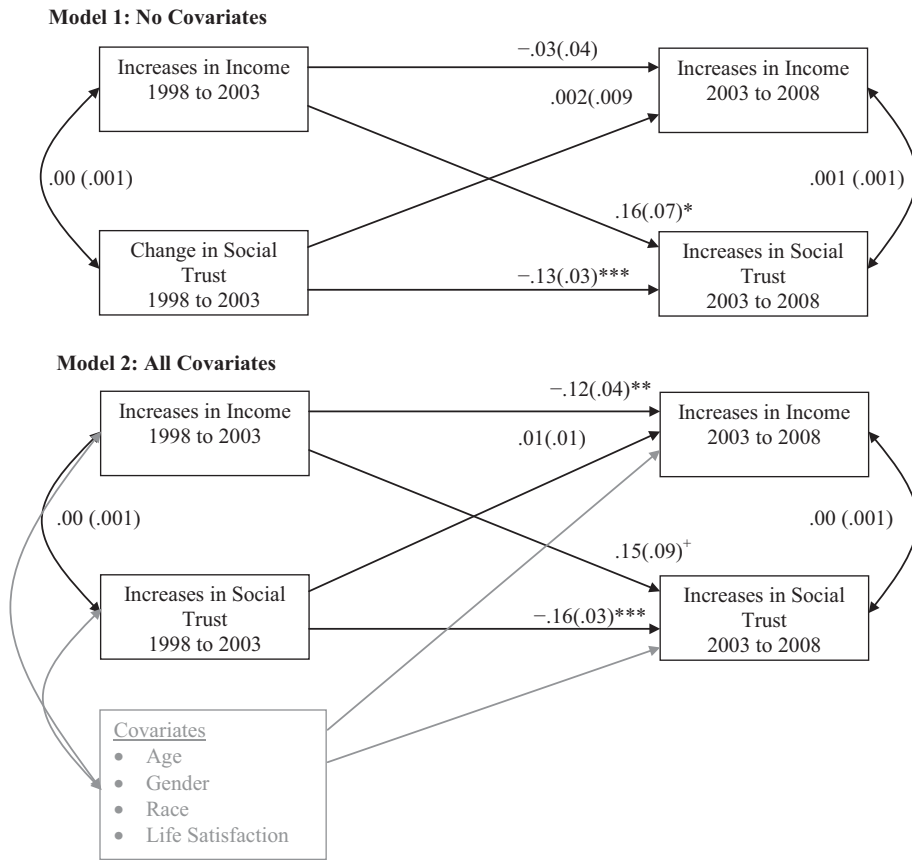 Model 1: No Covariates
Increases in Income
1998 to 2003
−.03(.04)
Increases in Income
2003 to 2008
.002(.009
.00 (.001)
.001 (.001)
.16(.07)*
Change in Social
Trust
1998 to 2003
−.13(.03)***
Increases in Social
Trust
2003 to 2008
Model 2: All Covariates
Increases in Income
1998 to 2003
−.12(.04)**
Increases in Income
2003 to 2008
.01(.01)
.00 (.001)
.00 (.001)
.15(.09)⁺
Increases in Social
Trust
1998 to 2003
−.16(.03)***
Increases in Social
Trust
2003 to 2008
Covariates
● Age
● Gender
● Race
● Life Satisfaction